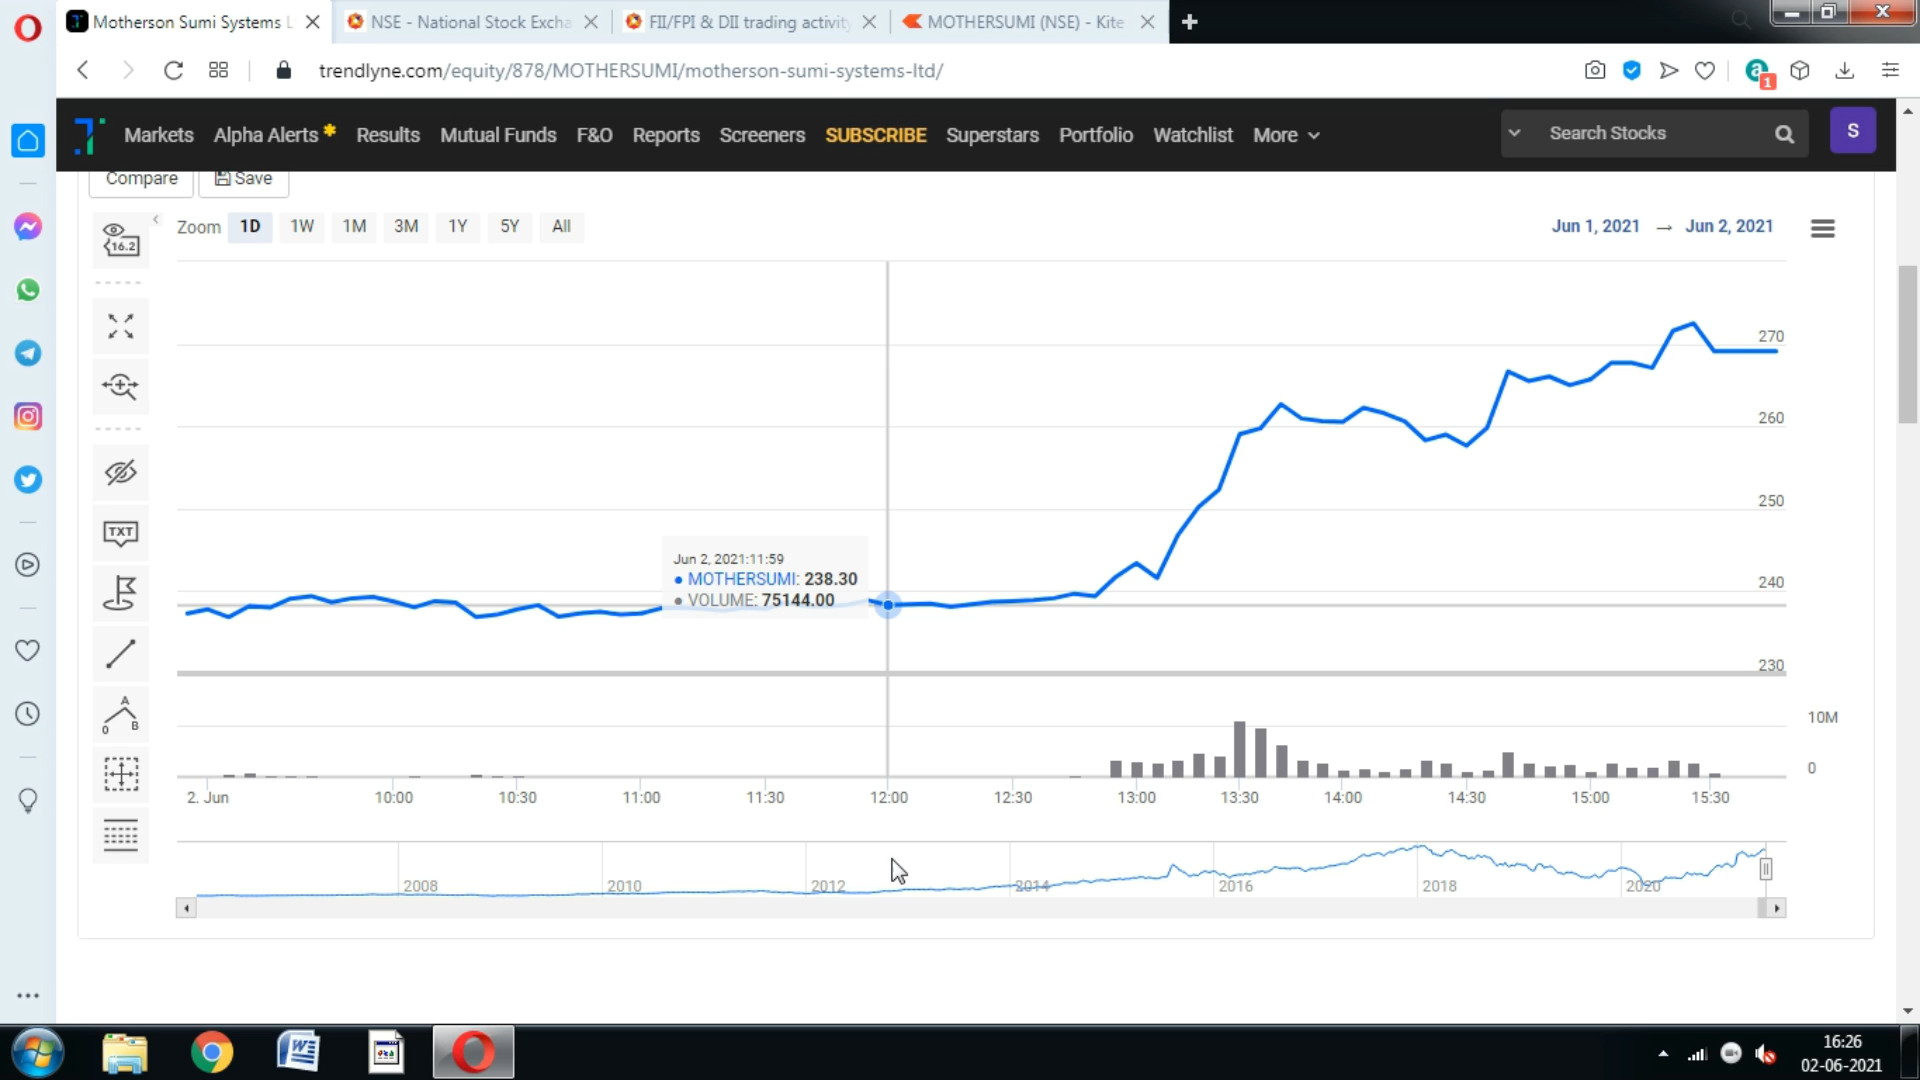 Motherson Sumi Systems L
NSE - National Stock Excha
FII/FPI & DII trading activity
MOTHERSUMI (NSE) - Kite
trendlyne.com/equity/878/MOTHERSUMI/motherson-sumi-systems-ltd/
1
Markets Alpha Alerts Results Mutual Funds F&O Reports Screeners SUBSCRIBE Superstars Portfolio Watchlist More Search Stocks S
Compare Save
16.2
Zoom 1D 1W 1M 3M 1Y 5Y All Jun 1, 2021 → Jun 2, 2021
270
260
250
TXT
Jun 2, 2021:11:59
● MOTHERSUMI: 238.30
● VOLUME: 75144.00
240
230
A
0 B
10M
0
2. Jun 10:00 10:30 11:00 11:30 12:00 12:30 13:00 13:30 14:00 14:30 15:00 15:30
2008 2010 2012 2014 2016 2018 2020
16:26
02-06-2021